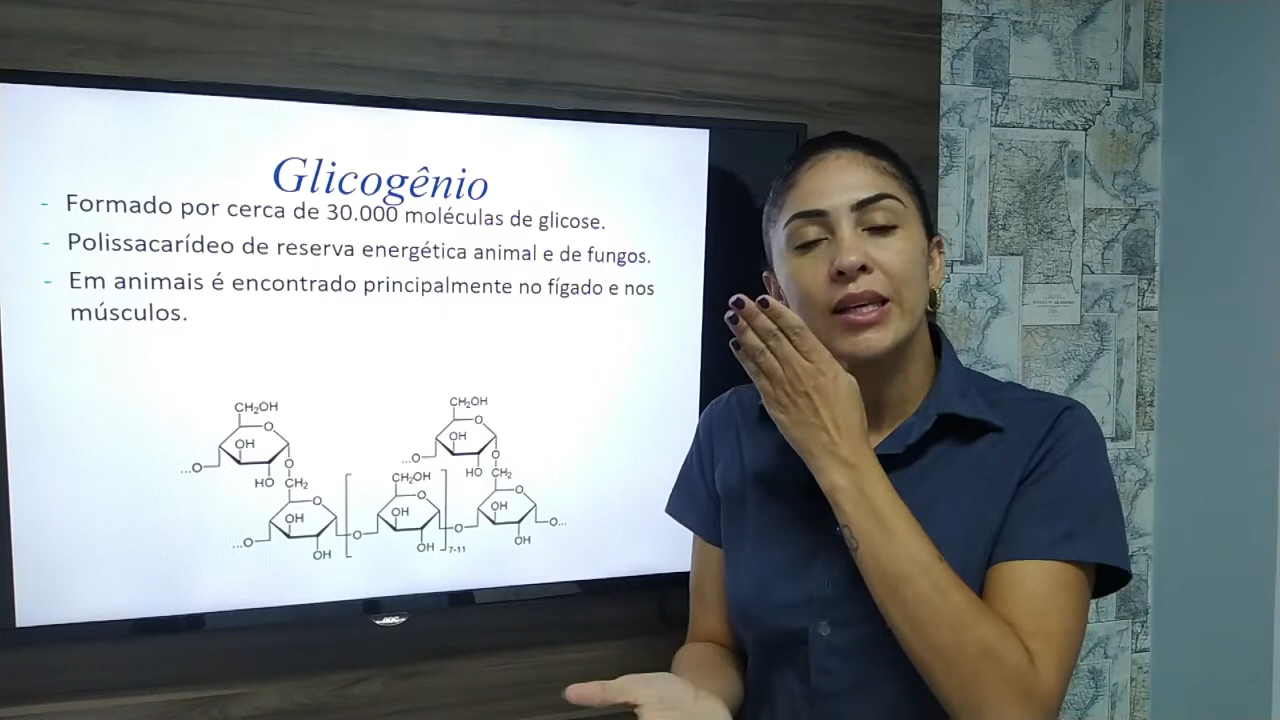 Glicogênio
- Formado por cerca de 30.000 moléculas de glicose.
- Polissacarídeo de reserva energética animal e de fungos.
- Em animais é encontrado principalmente no fígado e nos
músculos.
CH₂OH CH₂OH
O O
OH OH
...O O ...O O
HO CH₂ HO CH₂
CH₂OH
O O O
OH OH OH
...O O O O...
OH OH 7-11 OH
AOC